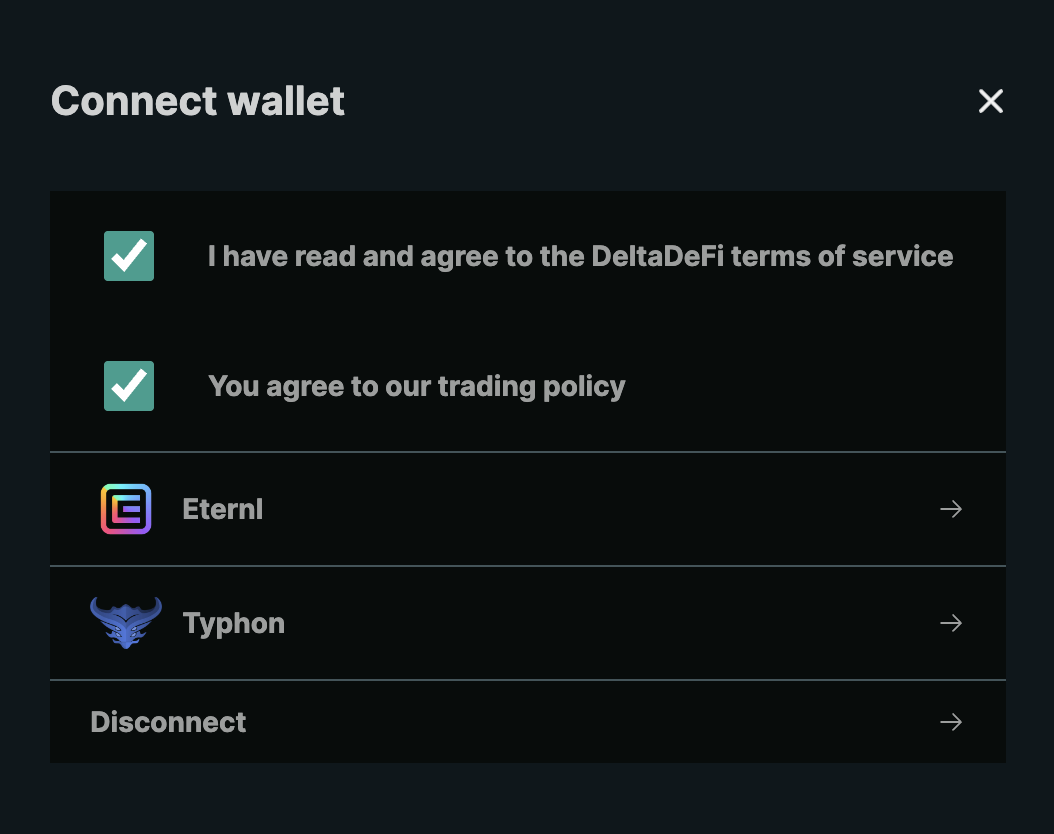 Connect wallet
I have read and agree to the DeltaDeFi terms of service
You agree to our trading policy
Eternl
Typhon
Disconnect